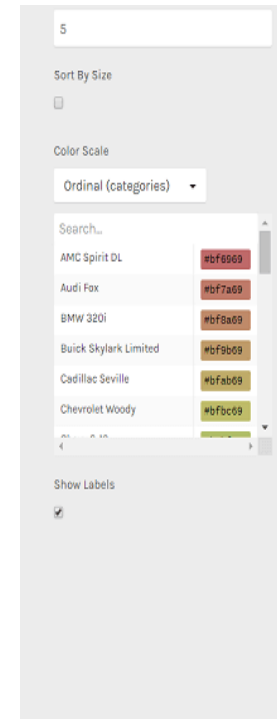 5
Sort By Size
Color Scale
Ordinal (categories)
Search...
AMC Spirit DL #bf6969
Audi Fox #bf7a69
BMW 320i #bf8a69
Buick Skylark Limited #bf9b69
Cadillac Seville #bfab69
Chevrolet Woody #bfbc69
Show Labels